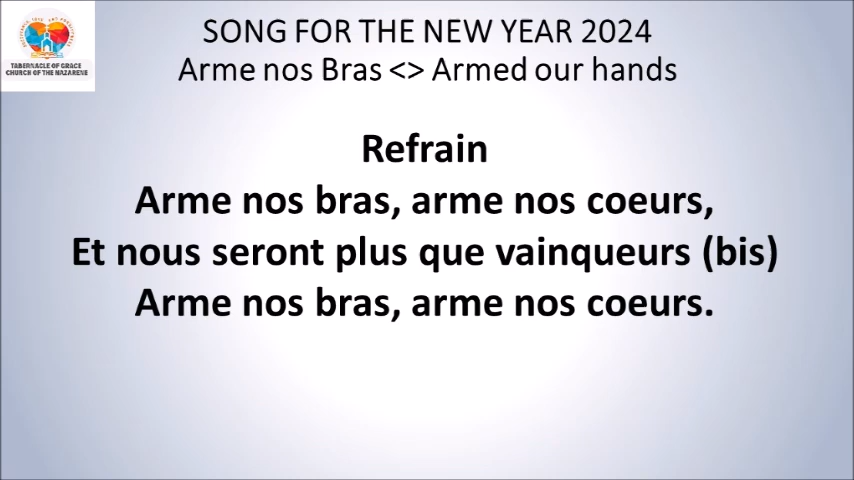 SONG FOR THE NEW YEAR 2024
Arme nos Bras <> Armed our hands
TABERNACLE OF GRACE
CHURCH OF THE NAZARENE
Refrain
Arme nos bras, arme nos coeurs,
Et nous seront plus que vainqueurs (bis)
Arme nos bras, arme nos coeurs.